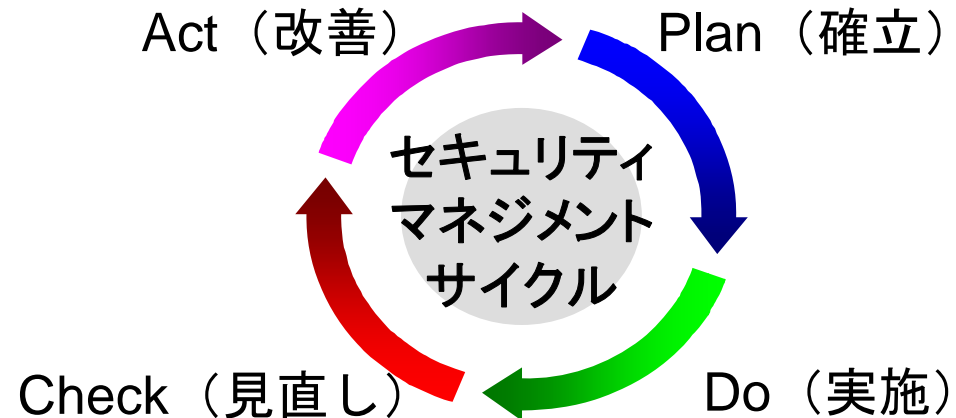 Act（改善）
Plan（確立）
セキュリティ
マネジメント
サイクル
Check（見直し）
Do（実施）